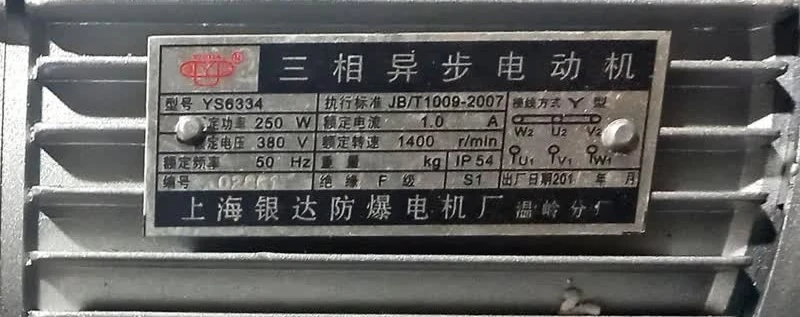 三相异步电动机
型号 YS6334 执行标准 JB/T1009-2007 接线方式 Y 型
定功率 250 W 额定电流 1.0 A
定电压 380 V 额定转速 1400 r/min W2 U2 V2
额定频率 50 Hz 重量 kg IP 54 U1 V1 W1
编号 绝缘 F 级 S1 出厂日期201 年 月
上海银达防爆电机厂 温岭分厂